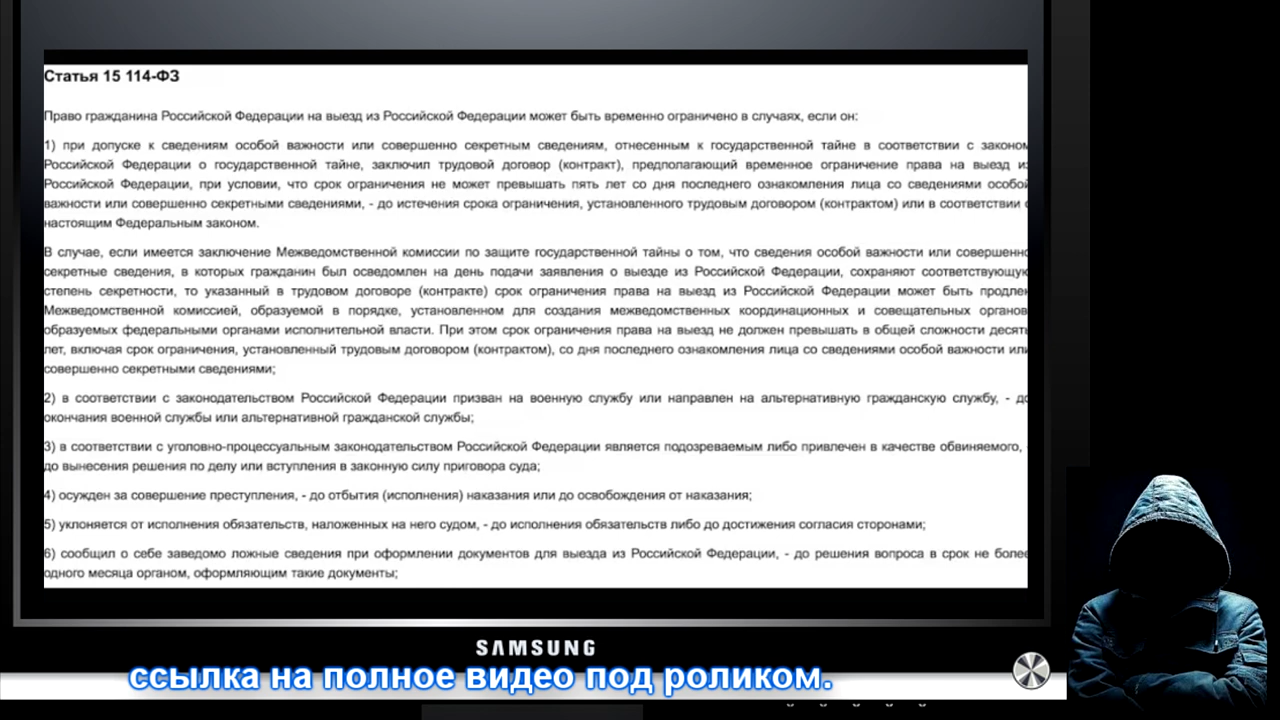 Статья 15 114-ФЗ
Право гражданина Российской Федерации на выезд из Российской Федерации может быть временно ограничено в случаях, если он:
1) при допуске к сведениям особой важности или совершенно секретным сведениям, отнесенным к государственной тайне в соответствии с законом
Российской Федерации о государственной тайне, заключил трудовой договор (контракт), предполагающий временное ограничение права на выезд из
Российской Федерации, при условии, что срок ограничения не может превышать пять лет со дня последнего ознакомления лица со сведениями особой
важности или совершенно секретными сведениями, - до истечения срока ограничения, установленного трудовым договором (контрактом) или в соответствии с
настоящим Федеральным законом.
В случае, если имеется заключение Межведомственной комиссии по защите государственной тайны о том, что сведения особой важности или совершенно
секретные сведения, в которых гражданин был осведомлен на день подачи заявления о выезде из Российской Федерации, сохраняют соответствующую
степень секретности, то указанный в трудовом договоре (контракте) срок ограничения права на выезд из Российской Федерации может быть продлен
Межведомственной комиссией, образуемой в порядке, установленном для создания межведомственных координационных и совещательных органов,
образуемых федеральными органами исполнительной власти. При этом срок ограничения права на выезд не должен превышать в общей сложности десять
лет, включая срок ограничения, установленный трудовым договором (контрактом), со дня последнего ознакомления лица со сведениями особой важности или
совершенно секретными сведениями;
2) в соответствии с законодательством Российской Федерации призван на военную службу или направлен на альтернативную гражданскую службу, - до
окончания военной службы или альтернативной гражданской службы;
3) в соответствии с уголовно-процессуальным законодательством Российской Федерации является подозреваемым либо привлечен в качестве обвиняемого, -
до вынесения решения по делу или вступления в законную силу приговора суда;
4) осужден за совершение преступления, - до отбытия (исполнения) наказания или до освобождения от наказания;
5) уклоняется от исполнения обязательств, наложенных на него судом, - до исполнения обязательств либо до достижения согласия сторонами;
6) сообщил о себе заведомо ложные сведения при оформлении документов для выезда из Российской Федерации, - до решения вопроса в срок не более
одного месяца органом, оформляющим такие документы;
SAMSUNG
ссылка на полное видео под роликом.